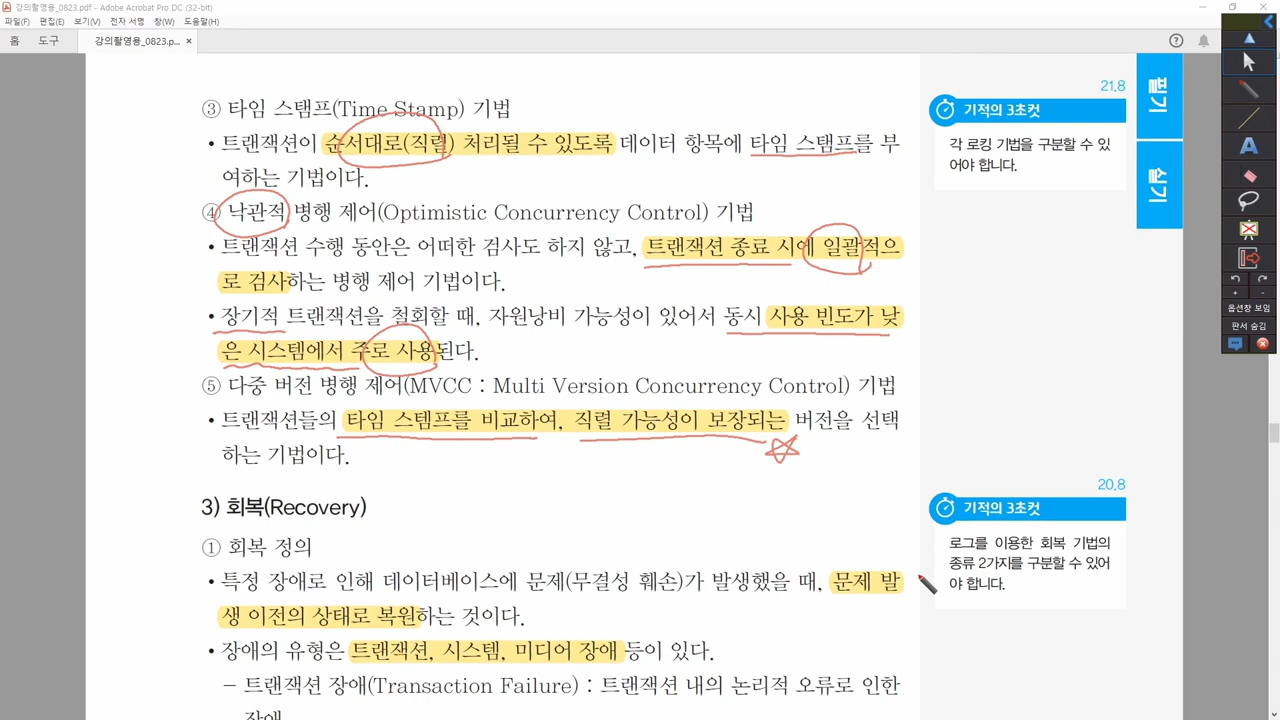 강의촬영용_0823.pdf - Adobe Acrobat Pro DC (32-bit)
파일(F) 편집(E) 보기(V) 전자 서명 창(W) 도움말(H)
홈 도구 강의촬영용_0823.p... ×
③ 타임 스탬프(Time Stamp) 기법
• 트랜잭션이 순서대로(직렬) 처리될 수 있도록 데이터 항목에 타임 스탬프를 부
여하는 기법이다.
④ 낙관적 병행 제어(Optimistic Concurrency Control) 기법
• 트랜잭션 수행 동안은 어떠한 검사도 하지 않고, 트랜잭션 종료 시에 일괄적으
로 검사하는 병행 제어 기법이다.
• 장기적 트랜잭션을 철회할 때, 자원낭비 가능성이 있어서 동시 사용 빈도가 낮
은 시스템에서 주로 사용된다.
⑤ 다중 버전 병행 제어(MVCC : Multi Version Concurrency Control) 기법
• 트랜잭션들의 타임 스템프를 비교하여, 직렬 가능성이 보장되는 버전을 선택
하는 기법이다.
3) 회복(Recovery)
① 회복 정의
• 특정 장애로 인해 데이터베이스에 문제(무결성 훼손)가 발생했을 때, 문제 발
생 이전의 상태로 복원하는 것이다.
• 장애의 유형은 트랜잭션, 시스템, 미디어 장애 등이 있다.
– 트랜잭션 장애(Transaction Failure) : 트랜잭션 내의 논리적 오류로 인한
장애
21.8
기적의 3초컷
각 로킹 기법을 구분할 수 있
어야 합니다.
20.8
기적의 3초컷
로그를 이용한 회복 기법의
종류 2가지를 구분할 수 있어
야 합니다.
필기
실기
A
옵션창 보임
판서 숨김